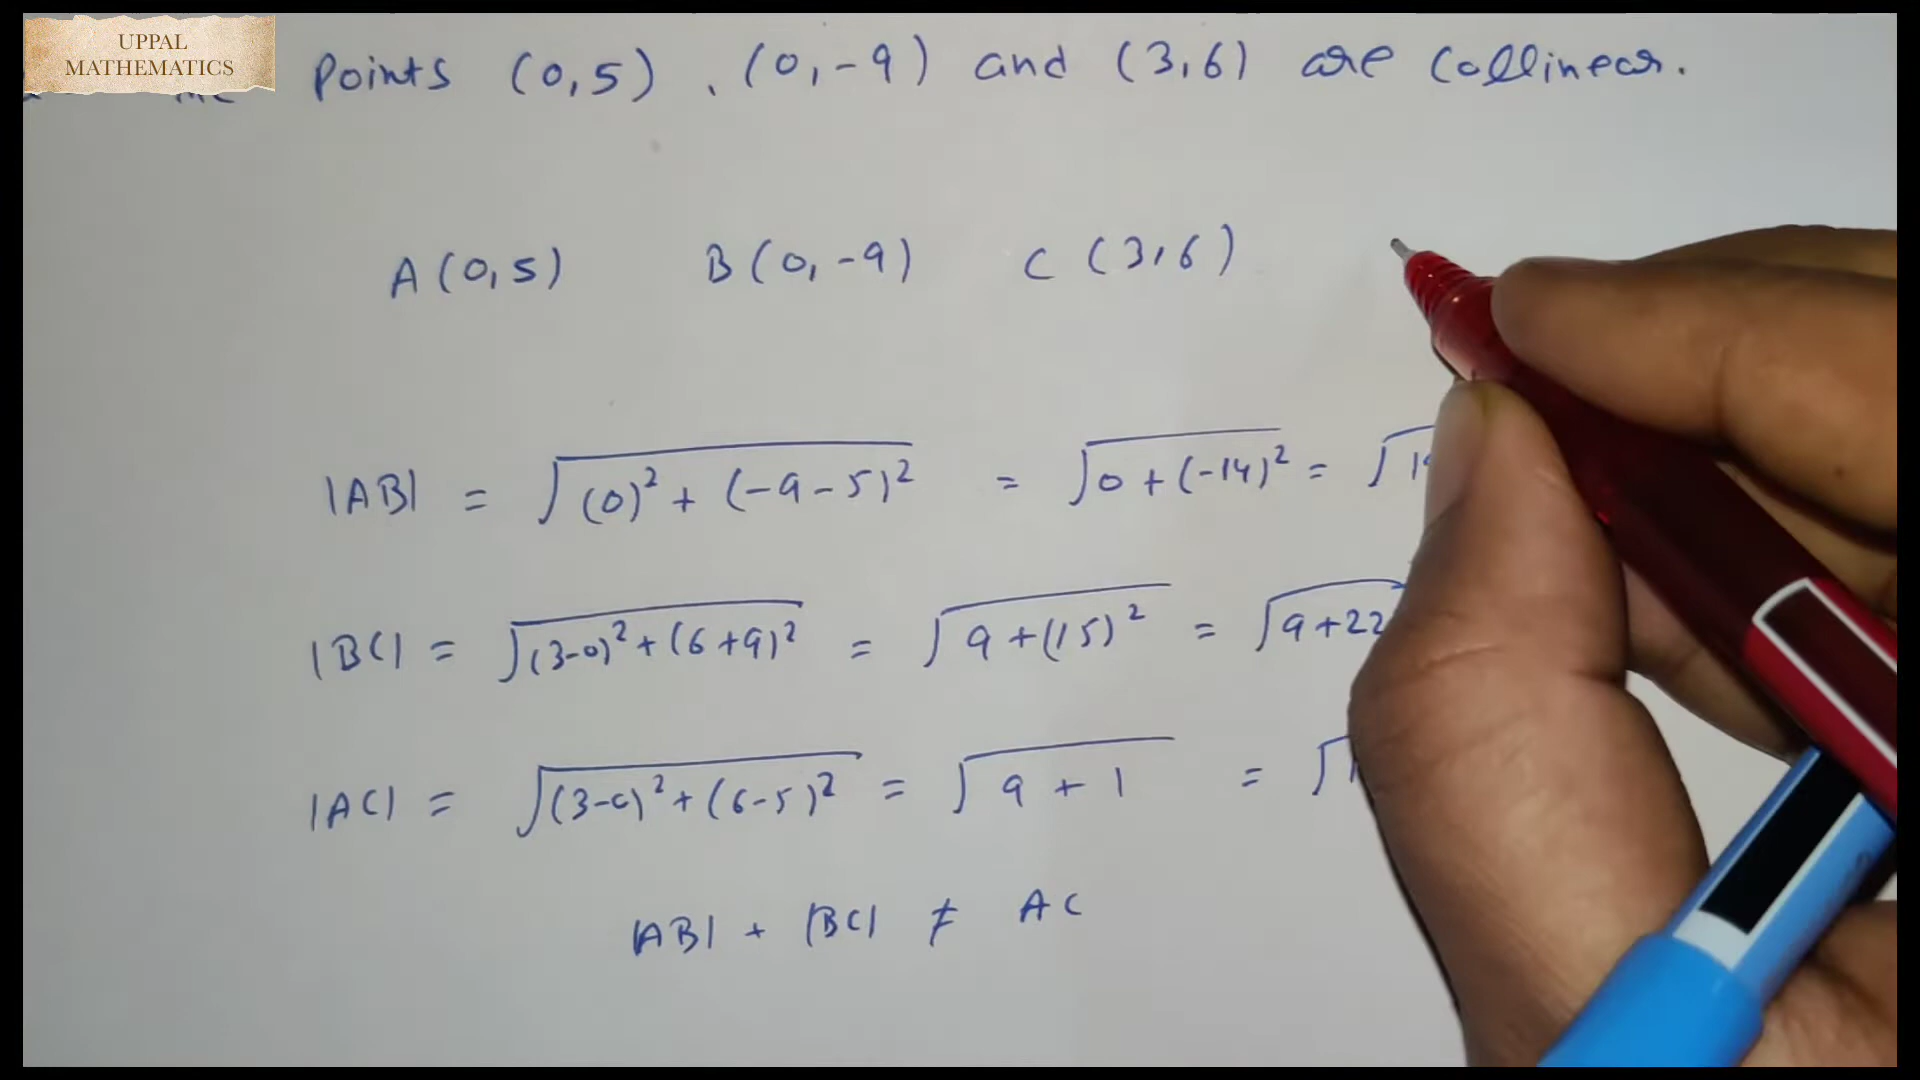 UPPAL
MATHEMATICS
Points (0,5) , (0,-9) and (3,6) are Collinear.
A(0,5) B(0,-9) C(3,6)
|AB| = √(0)²+(-9-5)² = √0+(-14)² = √
|BC| = √(3-0)²+(6+9)² = √9+(15)² = √9+22
|AC| = √(3-0)²+(6-5)² = √9+1 = √
|AB| + |BC| ≠ AC